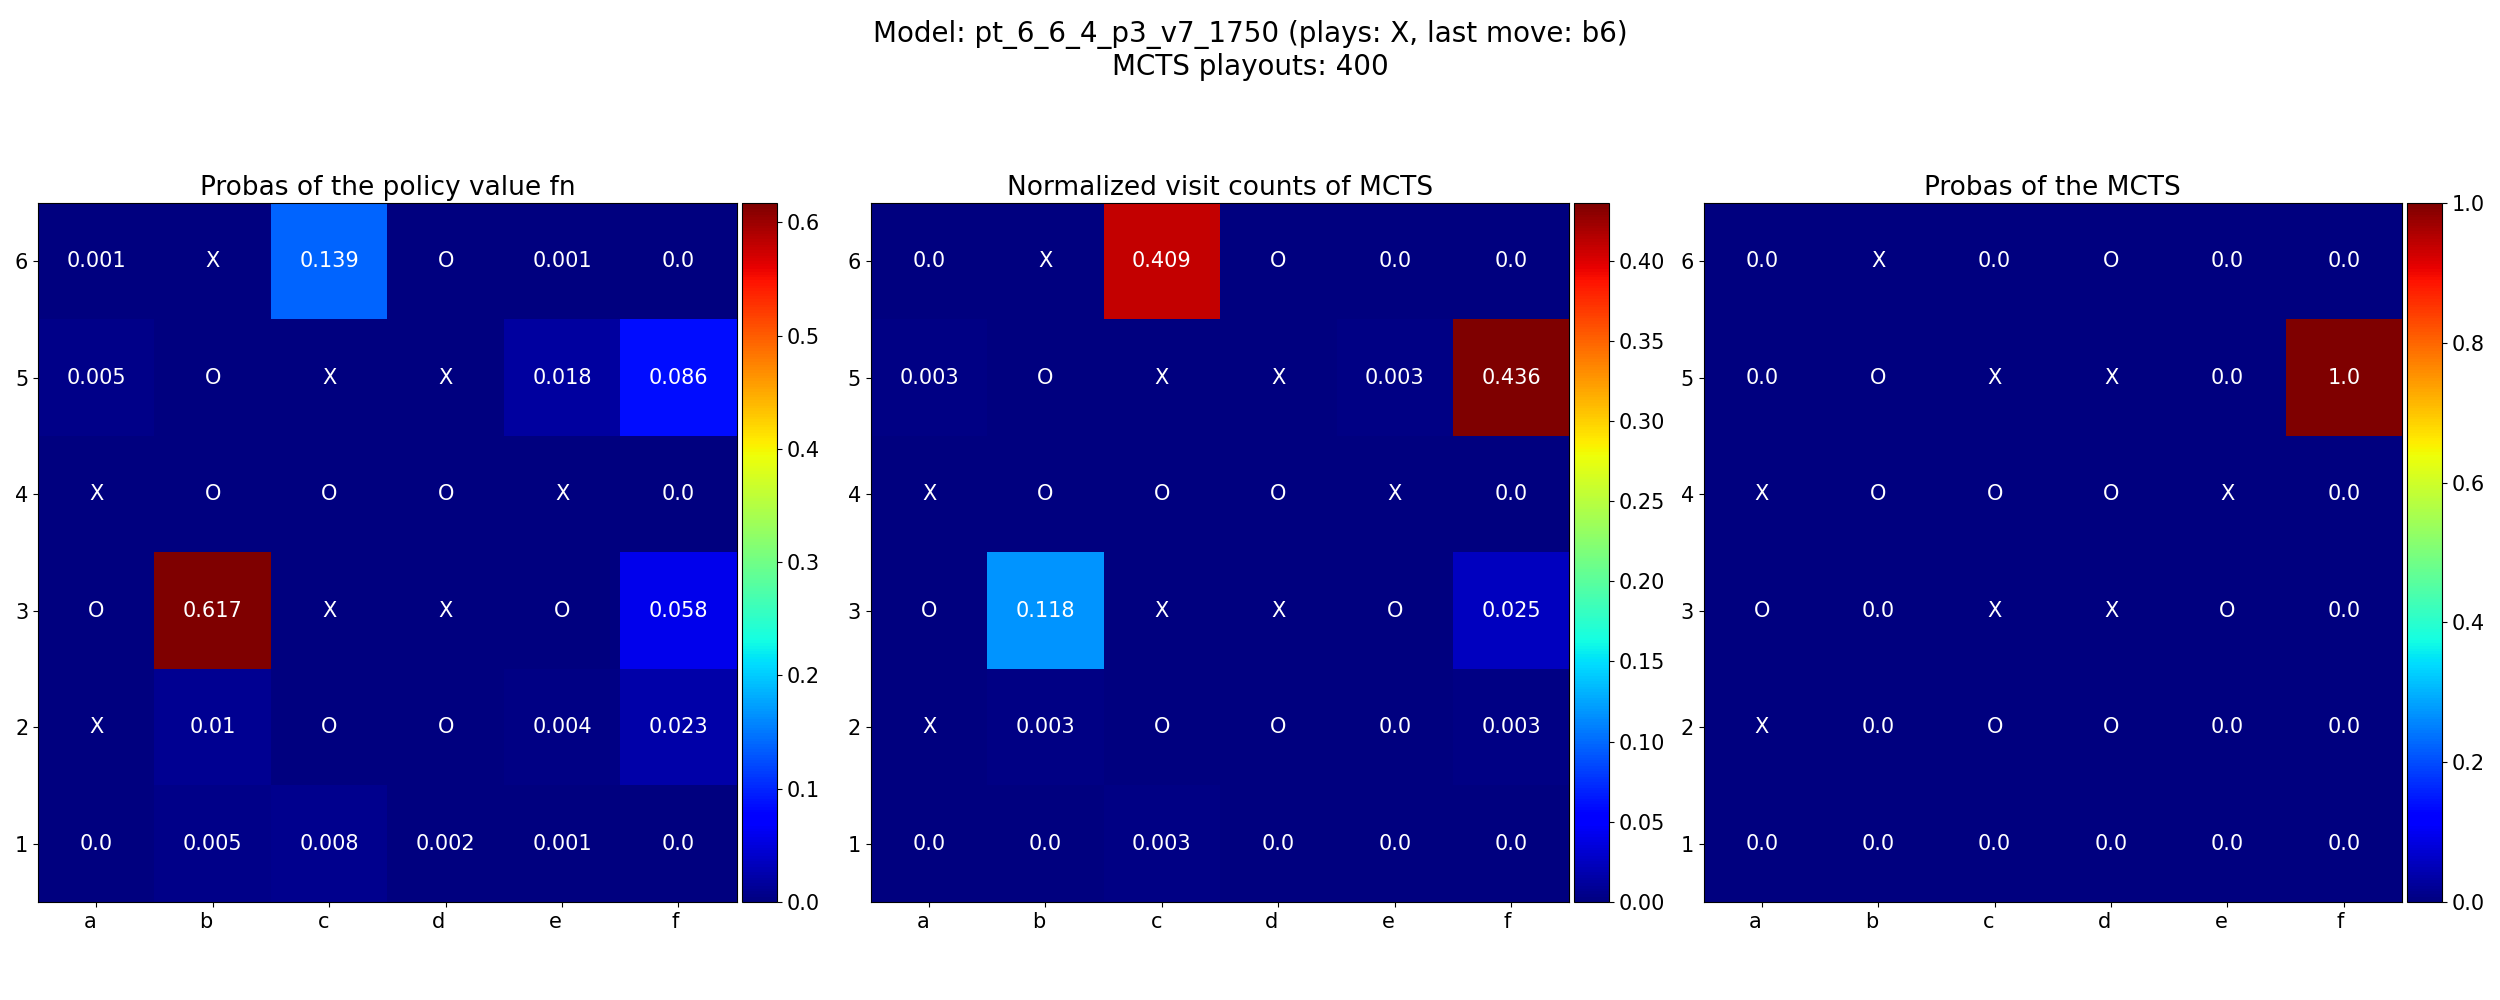 Model: pt_6_6_4_p3_v7_1750 (plays: X, last move: b6)
MCTS playouts: 400
Probas of the policy value fn
6 0.001 X 0.139 O 0.001 0.0
5 0.005 O X X 0.018 0.086
4 X O O O X 0.0
3 O 0.617 X X O 0.058
2 X 0.01 O O 0.004 0.023
1 0.0 0.005 0.008 0.002 0.001 0.0
a b c d e f
0.6
0.5
0.4
0.3
0.2
0.1
0.0
Normalized visit counts of MCTS
6 0.0 X 0.409 O 0.0 0.0
5 0.003 O X X 0.003 0.436
4 X O O O X 0.0
3 O 0.118 X X O 0.025
2 X 0.003 O O 0.0 0.003
1 0.0 0.0 0.003 0.0 0.0 0.0
a b c d e f
0.40
0.35
0.30
0.25
0.20
0.15
0.10
0.05
0.00
Probas of the MCTS
6 0.0 X 0.0 O 0.0 0.0
5 0.0 O X X 0.0 1.0
4 X O O O X 0.0
3 O 0.0 X X O 0.0
2 X 0.0 O O 0.0 0.0
1 0.0 0.0 0.0 0.0 0.0 0.0
a b c d e f
1.0
0.8
0.6
0.4
0.2
0.0